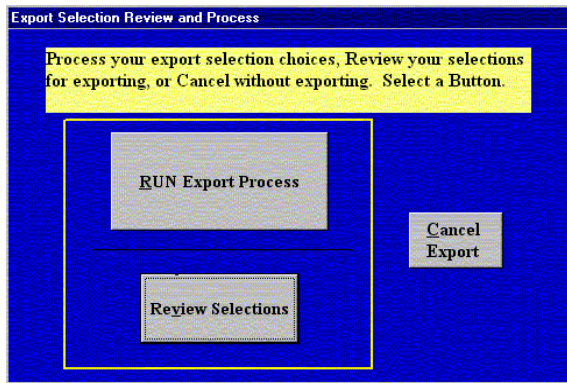 Export Selection Review and Process
Process your export selection choices, Review your selections
for exporting, or Cancel without exporting. Select a Button.
RUN Export Process
Cancel
Export
Review Selections